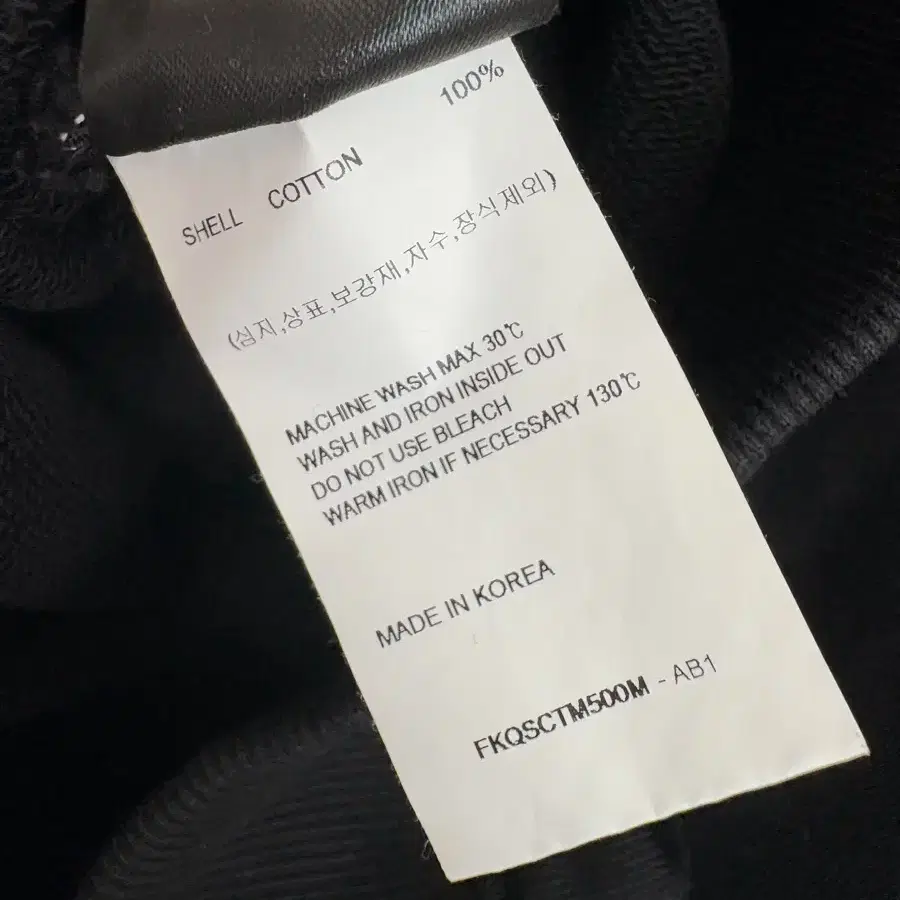 SHELL COTTON 100%
(심지,상표,보강재,자수,장식제외)
MACHINE WASH MAX 30℃
WASH AND IRON INSIDE OUT
DO NOT USE BLEACH
WARM IRON IF NECESSARY 130℃
MADE IN KOREA
FKQSCTM500M - AB1